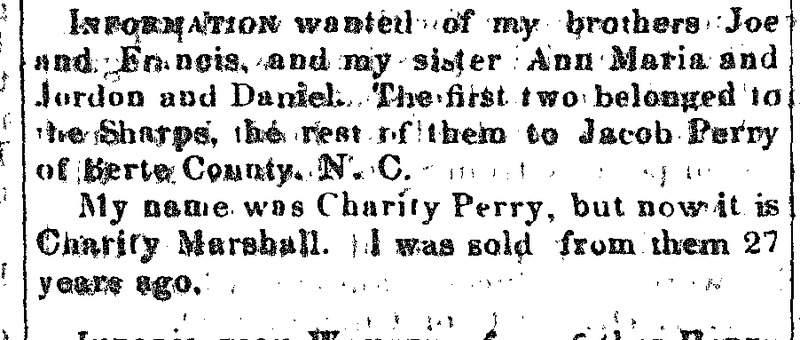 INFORMATION wanted of my brothers Joe
and Francis, and my sister Ann Maria and
Jordon and Daniel. The first two belonged to
the Sharps, the rest of them to Jacob Perry
of Berte County, N. C.
My name was Charity Perry, but now it is
Charity Marshall. I was sold from them 27
years ago.